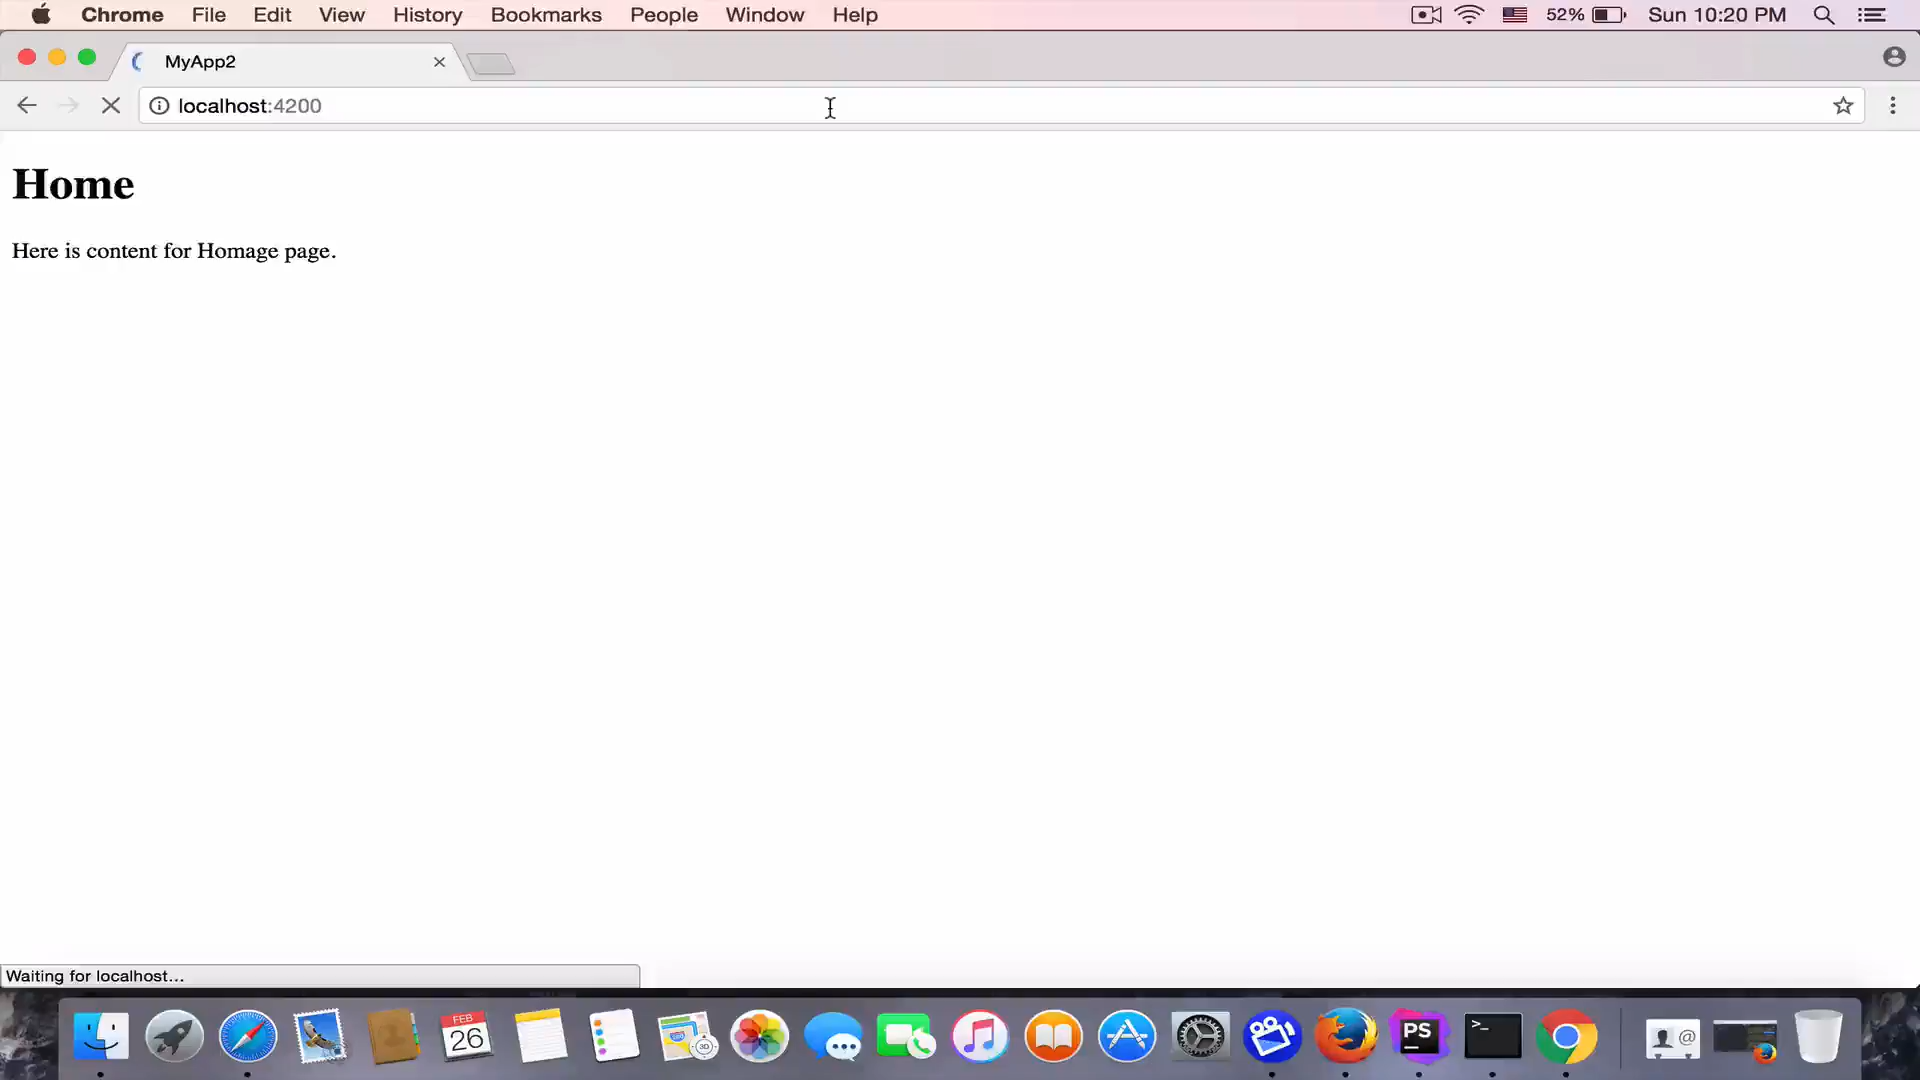 Chrome File Edit View History Bookmarks People Window Help 52% Sun 10:20 PM
MyApp2
localhost:4200
Home
Here is content for Homage page.
Waiting for localhost...
FEB
26
3D
PS
>_
@